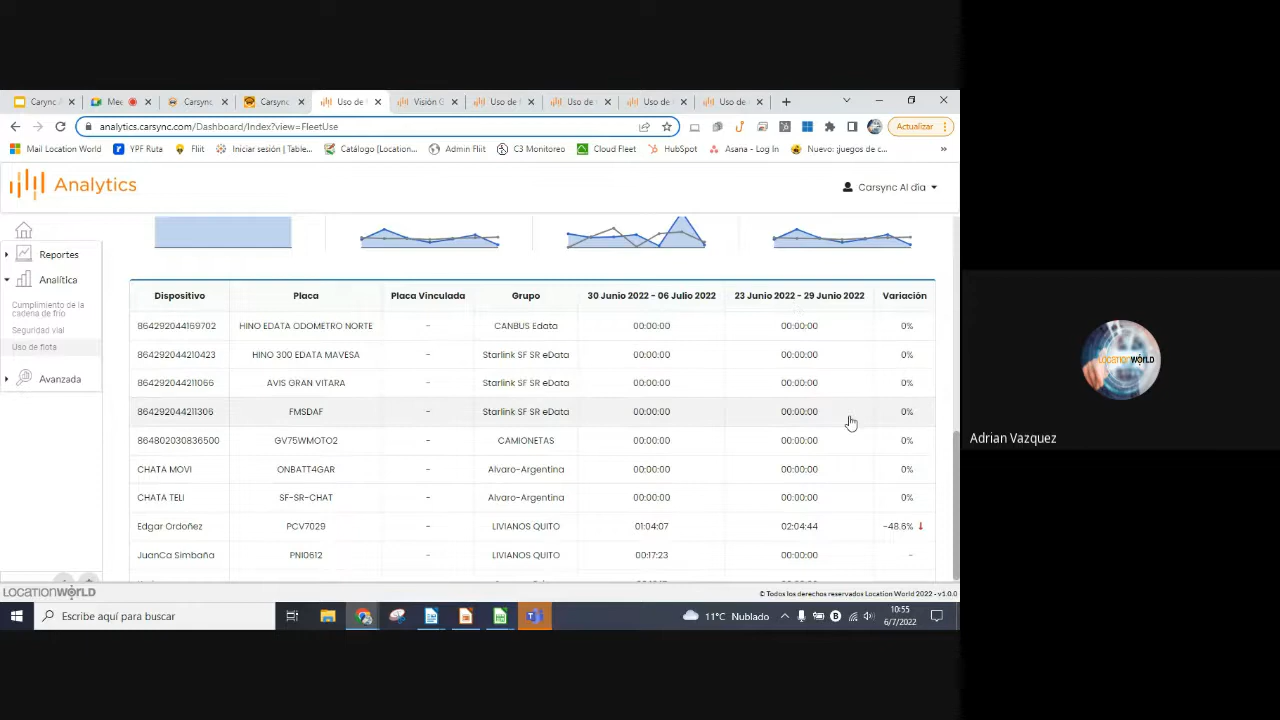 Carync A
Mee
Carsync
Carsync
Uso de
Visión G
Uso de
Uso de
Uso de
Uso de
analytics.carsync.com/Dashboard/Index?view=FleetUse
Actualizar
Mail Location World
YPF Ruta
Fliit
Iniciar sesión | Table...
Catálogo [Location...
Admin Fliit
C3 Monitoreo
Cloud Fleet
HubSpot
Asana - Log In
Nuevo: ¡juegos de c...
»
Analytics
Carsync Al día
Reportes
Analítica
Cumplimiento de la
cadena de frío
Seguridad vial
Uso de flota
Avanzada
Dispositivo Placa Placa Vinculada Grupo 30 Junio 2022 - 06 Julio 2022 23 Junio 2022 - 29 Junio 2022 Variación
864292044169702 HINO EDATA ODOMETRO NORTE - CANBUS Edata 00:00:00 00:00:00 0%
864292044210423 HINO 300 EDATA MAVESA - Starlink SF SR eData 00:00:00 00:00:00 0%
864292044211066 AVIS GRAN VITARA - Starlink SF SR eData 00:00:00 00:00:00 0%
864292044211306 FMSDAF - Starlink SF SR eData 00:00:00 00:00:00 0%
864802030836500 GV75WMOTO2 - CAMIONETAS 00:00:00 00:00:00 0%
CHATA MOVI ONBATT4GAR - Alvaro-Argentina 00:00:00 00:00:00 0%
CHATA TELI SF-SR-CHAT - Alvaro-Argentina 00:00:00 00:00:00 0%
Edgar Ordoñez PCV7029 - LIVIANOS QUITO 01:04:07 02:04:44 -48.6%
JuanCa Simbaña PNI0612 - LIVIANOS QUITO 00:17:23 00:00:00 -
LOCATIONWORLD
© Todos los derechos reservados Location World 2022 - v1.0.0
Escribe aquí para buscar
11°C Nublado
10:55
6/7/2022
LOCATIONWORLD
Adrian Vazquez